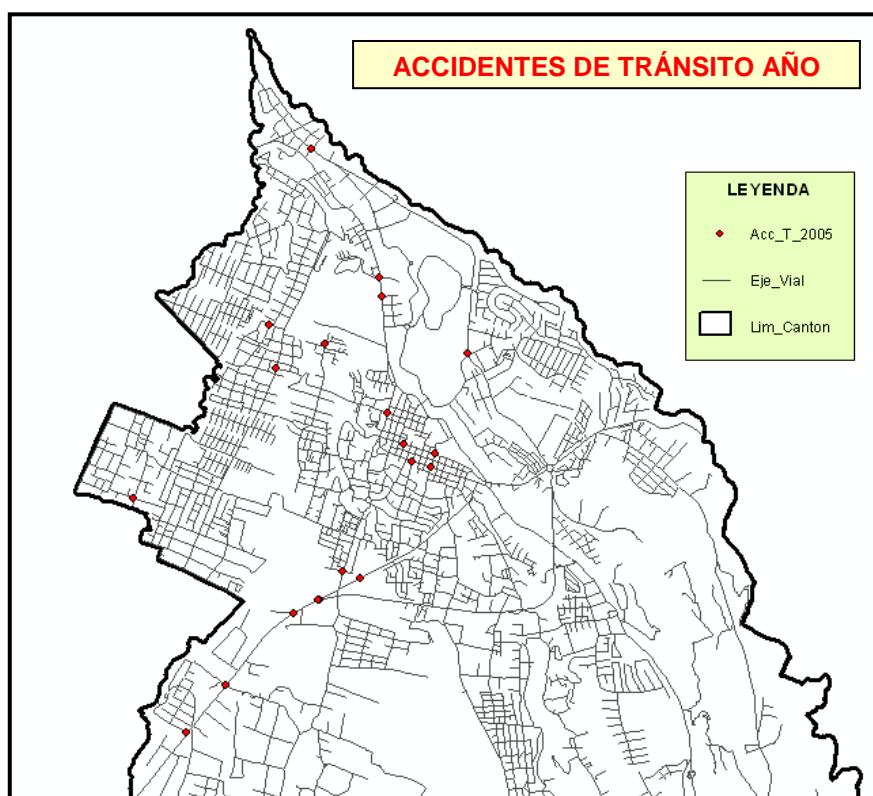 ACCIDENTES DE TRÁNSITO AÑO
LEYENDA
Acc_T_2005
Eje_Vial
Lim_Canton